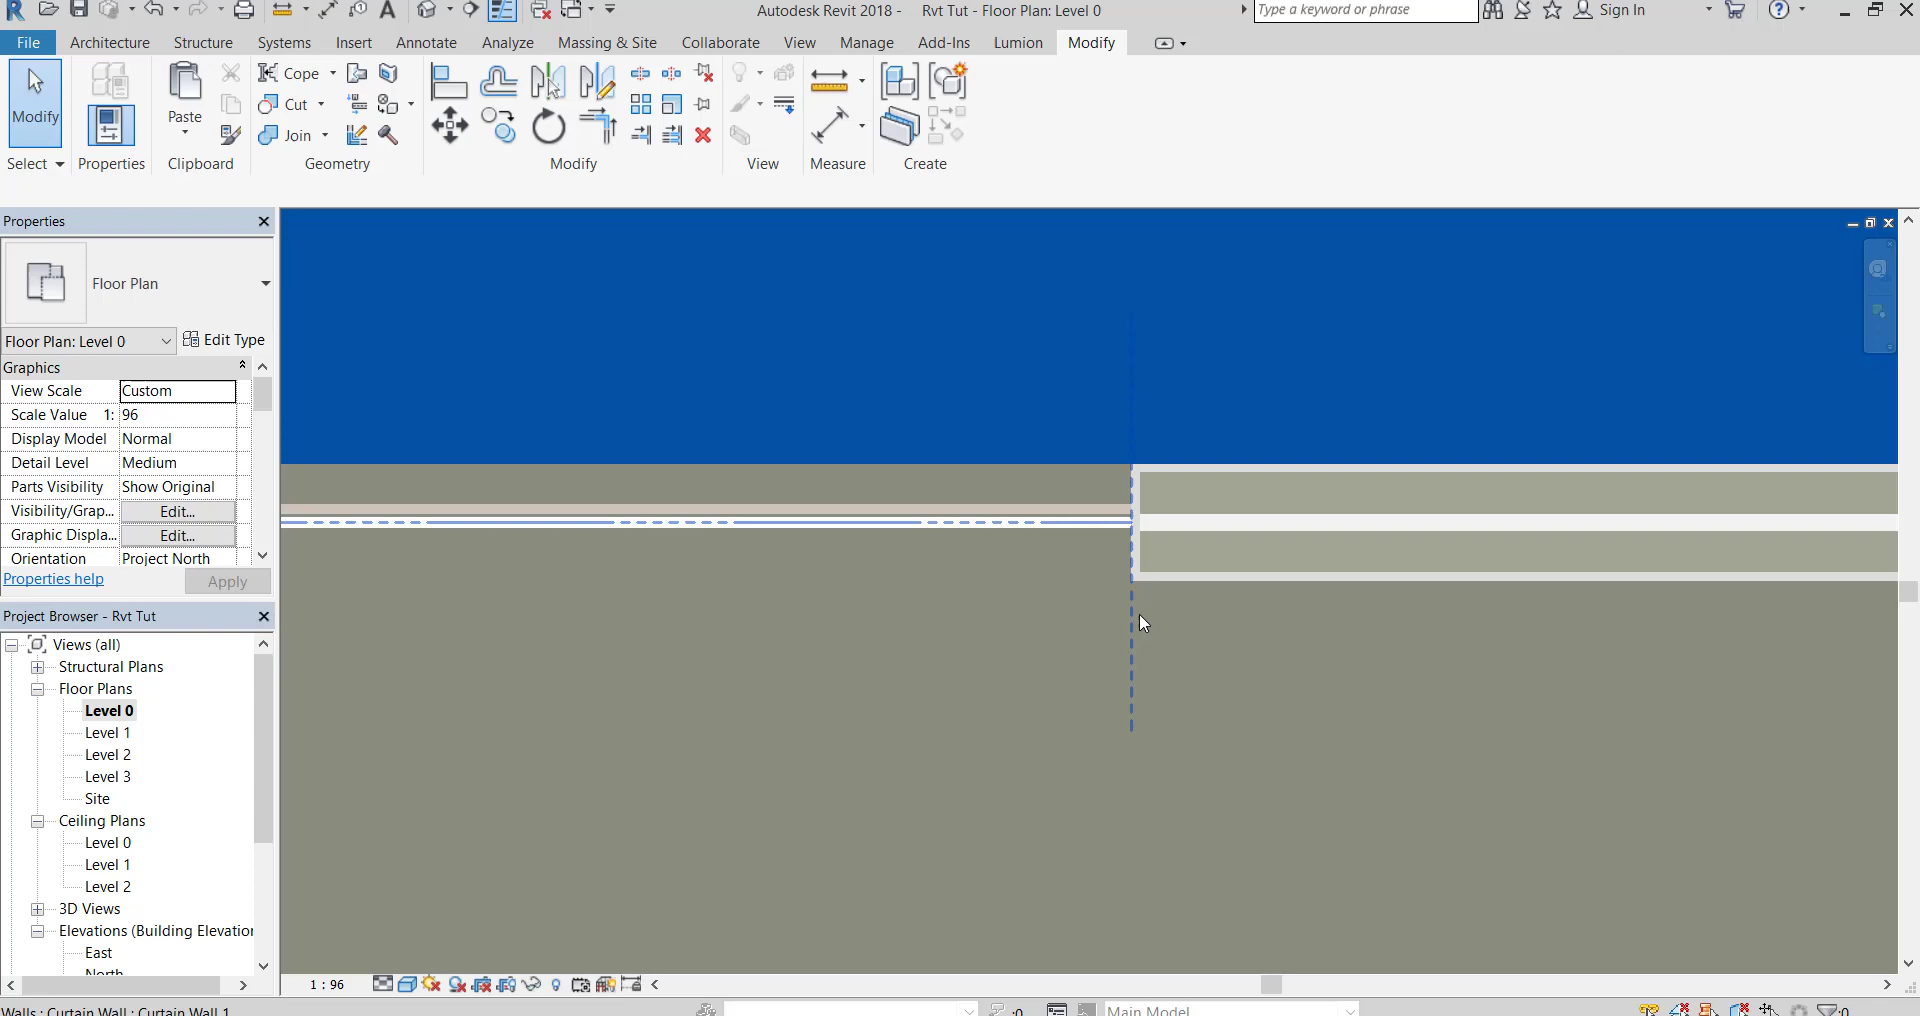 Autodesk Revit 2018 - Rvt Tut - Floor Plan: Level 0
Type a keyword or phrase
Sign In
File Architecture Structure Systems Insert Annotate Analyze Massing & Site Collaborate View Manage Add-Ins Lumion Modify
Modify
Paste
Cope
Cut
Join
Select Properties Clipboard Geometry Modify View Measure Create
Properties
Floor Plan
Floor Plan: Level 0 Edit Type
Graphics
View Scale Custom
Scale Value 1: 96
Display Model Normal
Detail Level Medium
Parts Visibility Show Original
Visibility/Grap... Edit...
Graphic Displa... Edit...
Orientation Project North
Properties help Apply
Project Browser - Rvt Tut
Views (all)
Structural Plans
Floor Plans
Level 0
Level 1
Level 2
Level 3
Site
Ceiling Plans
Level 0
Level 1
Level 2
3D Views
Elevations (Building Elevation
East
North
1 : 96
Walls : Curtain Wall : Curtain Wall 1
:0
Main Model
:0